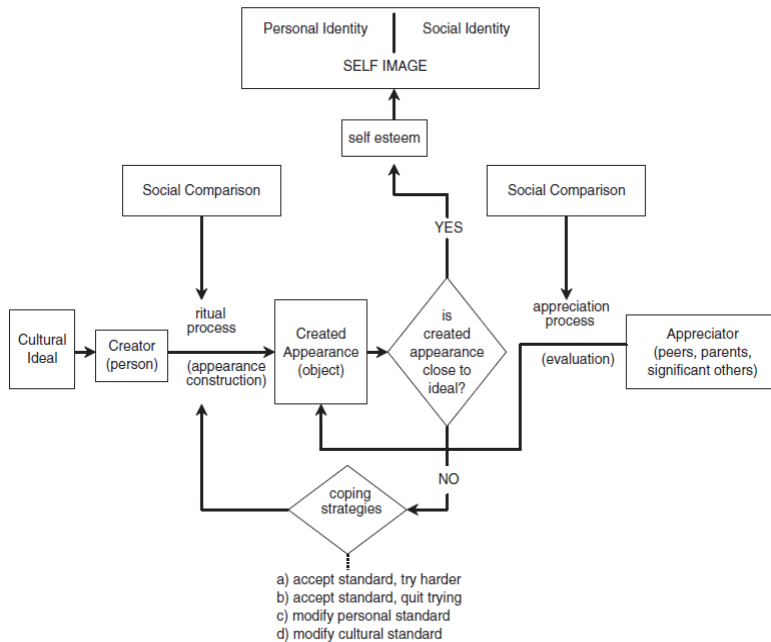 Personal Identity
Social Identity
SELF IMAGE
self esteem
Social Comparison
Social Comparison
YES
Cultural
Ideal
Creator
(person)
ritual
process
(appearance
construction)
Created
Appearance
(object)
is
created
appearance
close to
ideal?
appreciation
process
(evaluation)
Appreciator
(peers, parents,
significant others)
NO
coping
strategies
a) accept standard, try harder
b) accept standard, quit trying
c) modify personal standard
d) modify cultural standard